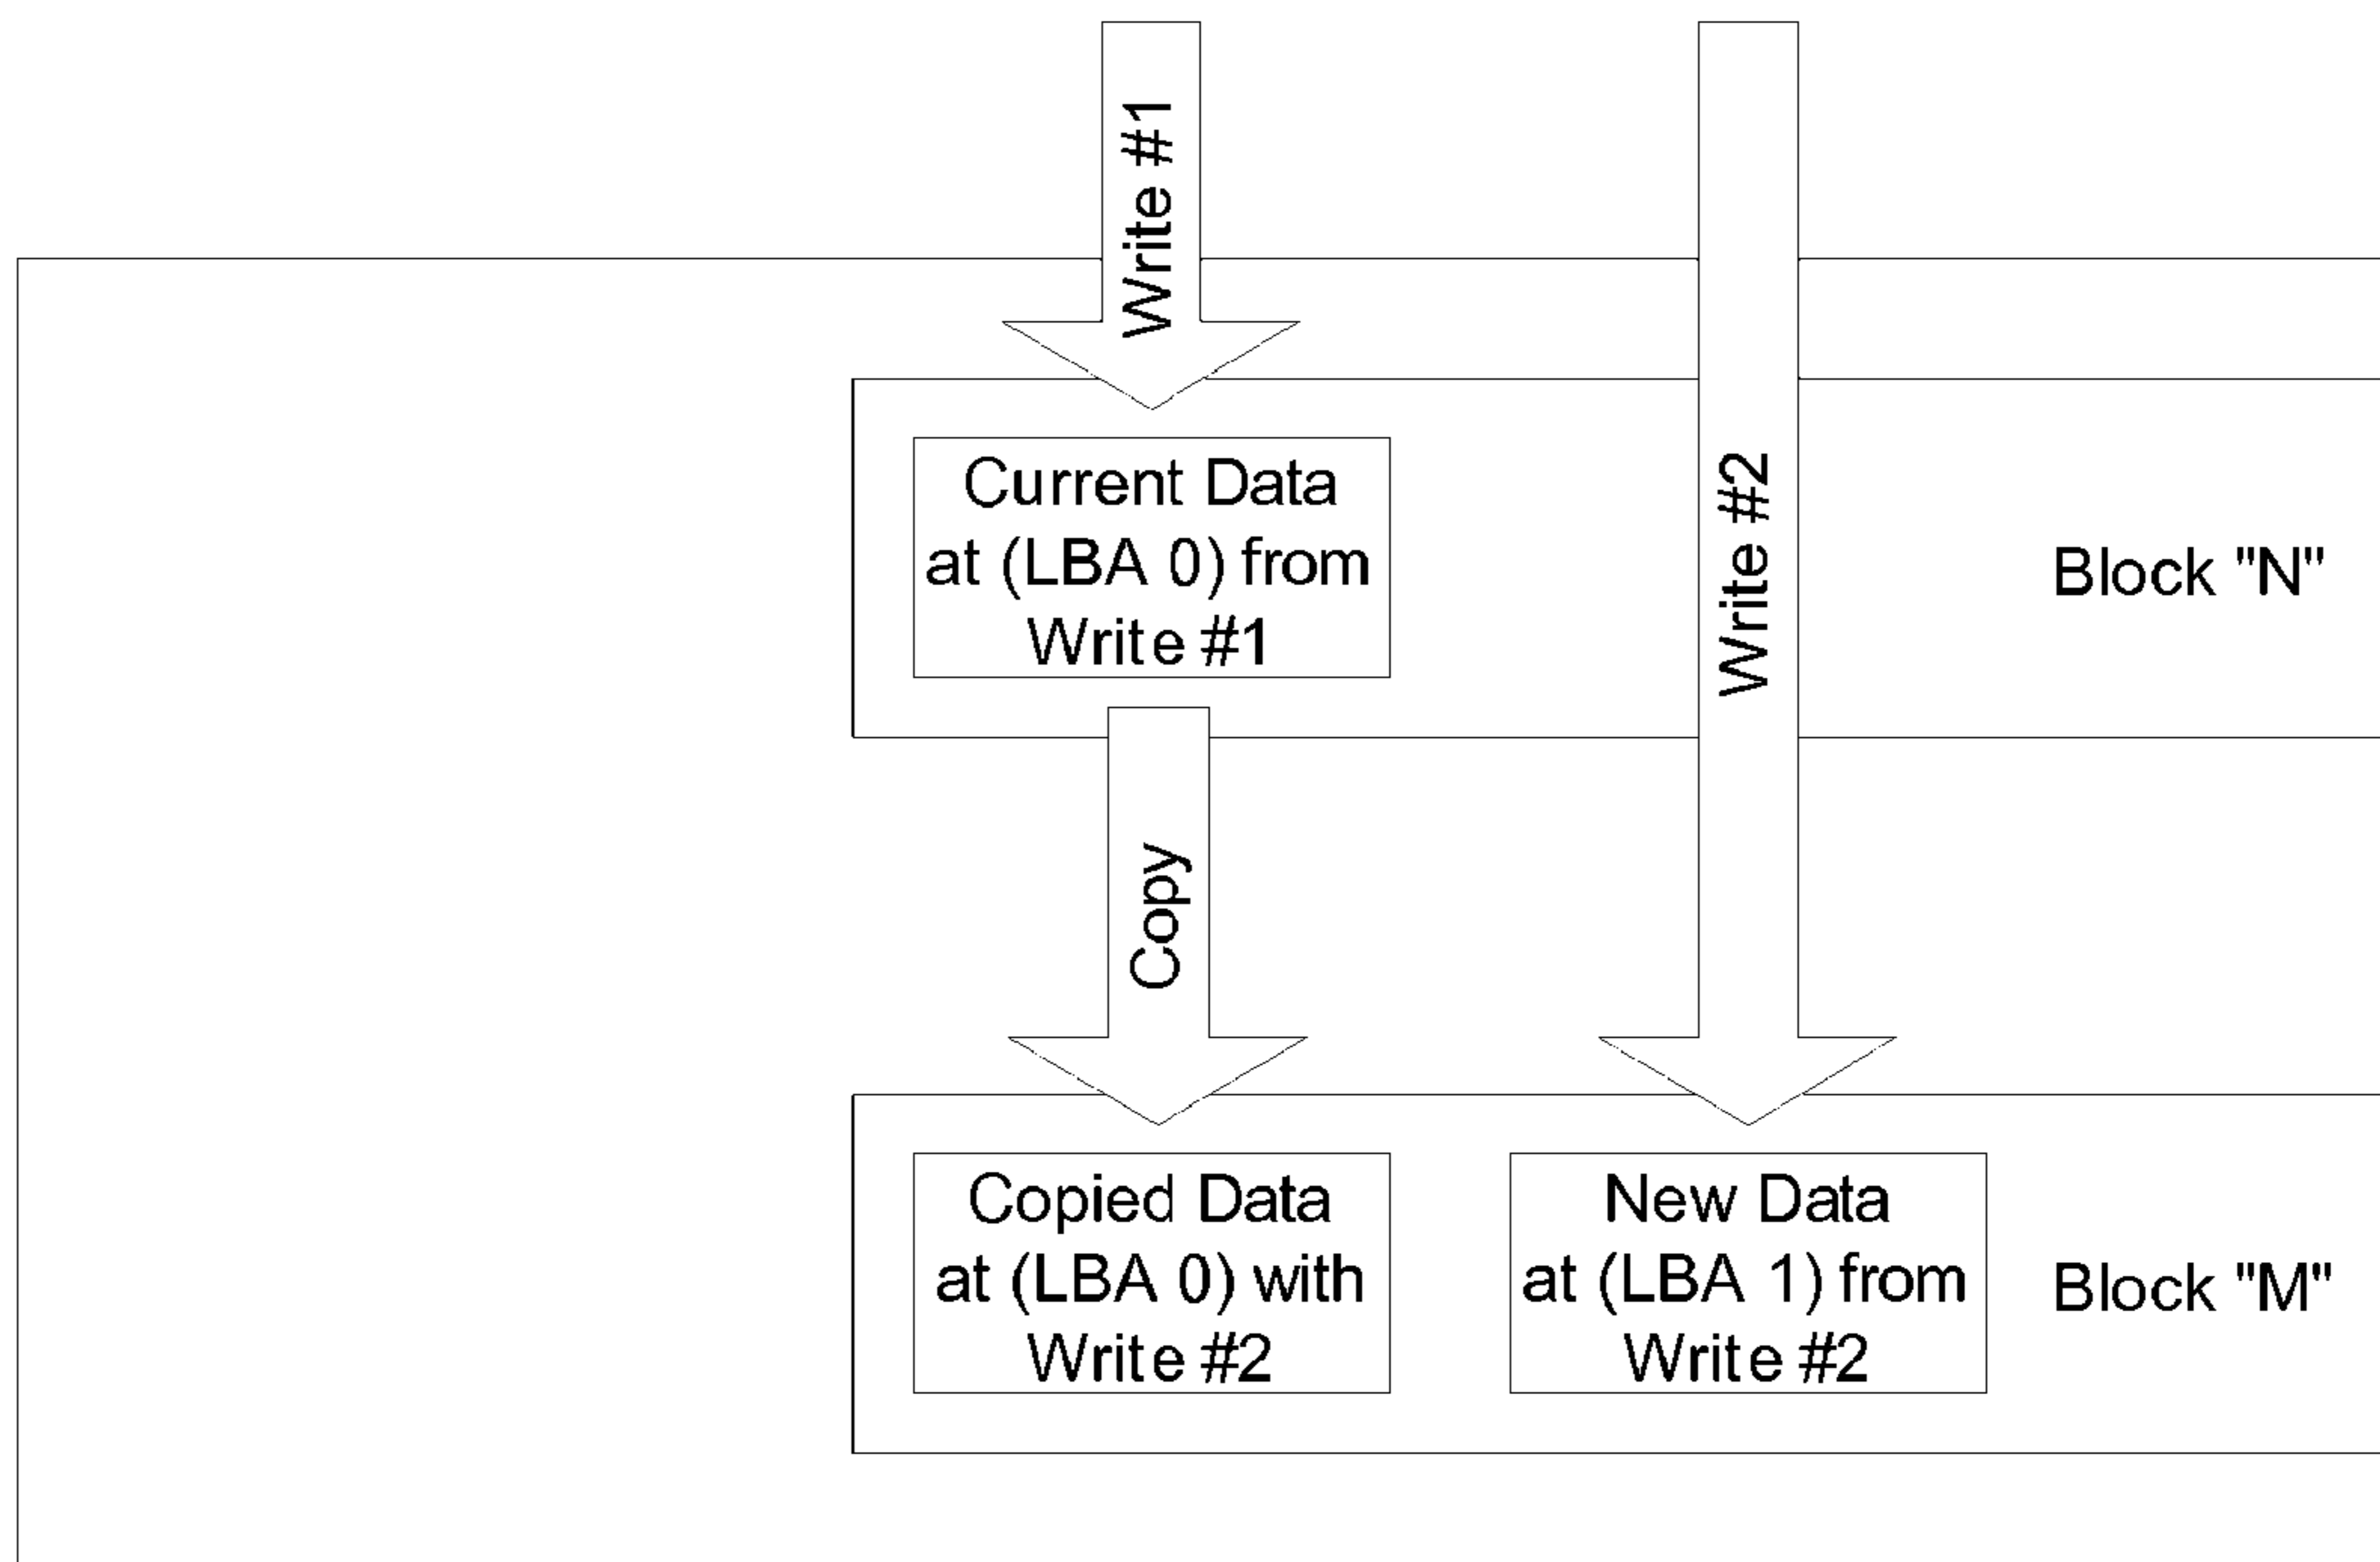 Write #1
Current Data
at (LBA 0) from
Write #1
Write #2
Block "N"
Copy
Copied Data
at (LBA 0) with
Write #2
New Data
at (LBA 1) from
Write #2
Block "M"